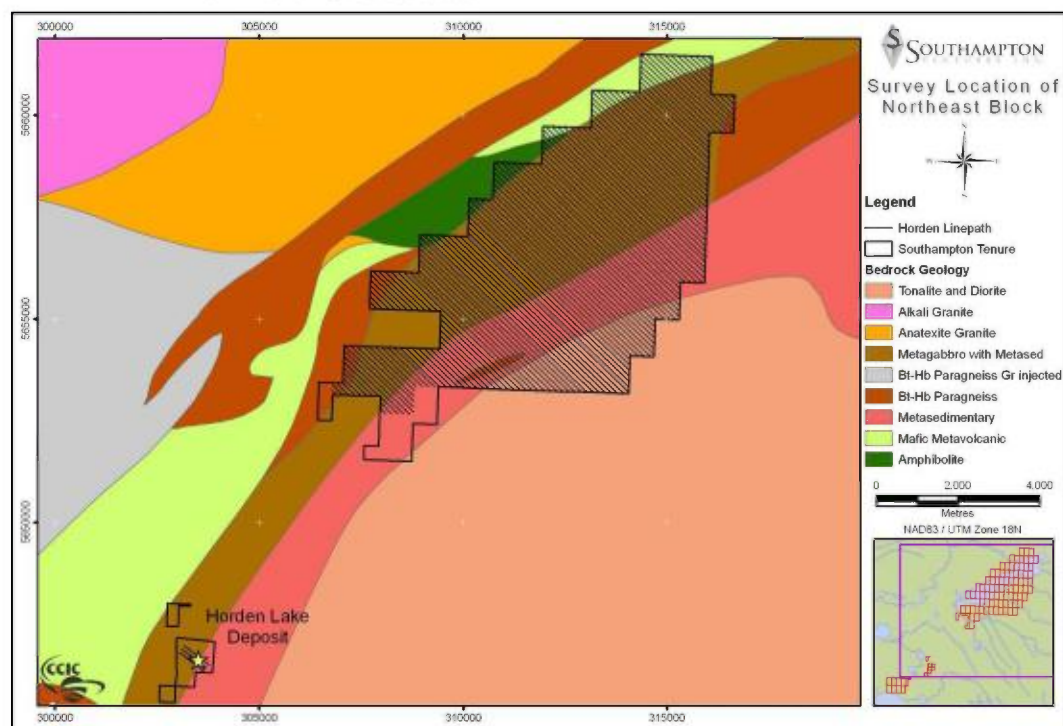 300000 305000 310000 315000
5660000
5655000
5650000
Horden Lake
Deposit
CCIC
300000 305000 310000 315000
SOUTHAMPTON
Survey Location of
Northeast Block
N
W E
S
Legend
Horden Linepath
Southampton Tenure
Bedrock Geology
Tonalite and Diorite
Alkali Granite
Anatexite Granite
Metagabbro with Metased
Bt-Hb Paragneiss Gr injected
Bt-Hb Paragneiss
Metasedimentary
Mafic Metavolcanic
Amphibolite
0 2,000 4,000
Metres
NAD83 / UTM Zone 18N